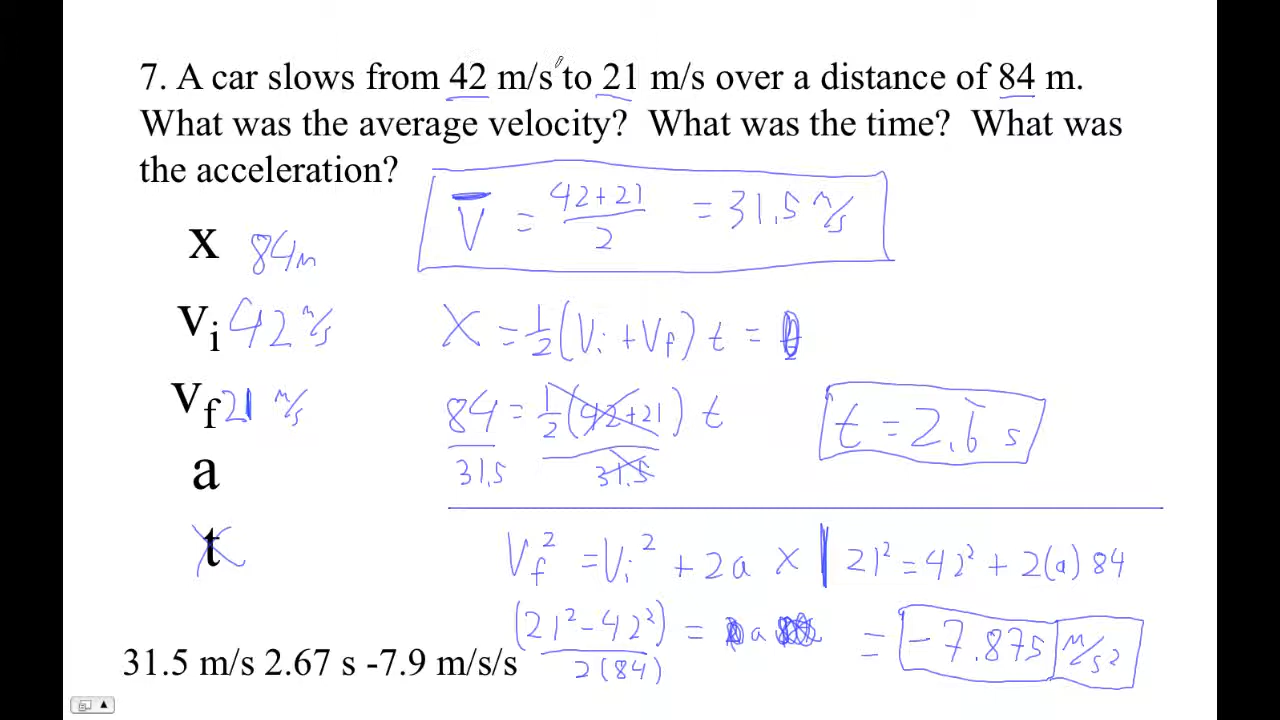 7. A car slows from 42 m/s to 21 m/s over a distance of 84 m.
What was the average velocity? What was the time? What was
the acceleration?
V̅ = (42+21)/2 = 31.5 m/s
x 84m
Vi 42 m/s
X = 1/2 (Vi + Vf) t =
Vf 21 m/s
84/31.5 = 1/2 (42+21) t / 31.5
t = 2.6̅ s
a
t
Vf² = Vi² + 2a x | 21² = 42² + 2(a) 84
(21² - 42²)/2(84) = a = -7.875 m/s²
31.5 m/s 2.67 s -7.9 m/s/s